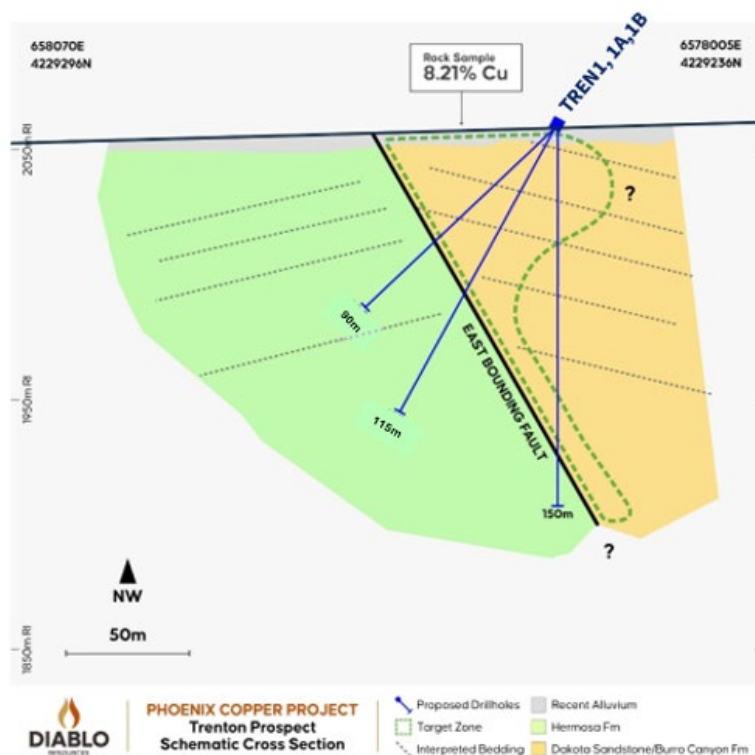 658070E
4229296N
Rock Sample
8.21% Cu
TREN1, 1A,1B
6578005E
4229236N
2050m Rl
?
90m
EAST BOUNDING FAULT
1950m Rl
115m
150m
?
NW
50m
1850m Rl
DIABLO
RESOURCES
PHOENIX COPPER PROJECT
Trenton Prospect
Schematic Cross Section
Proposed Drillholes
Target Zone
Interpreted Bedding
Recent Alluvium
Hermosa Fm
Dakota Sandstone/Burro Canyon Fm